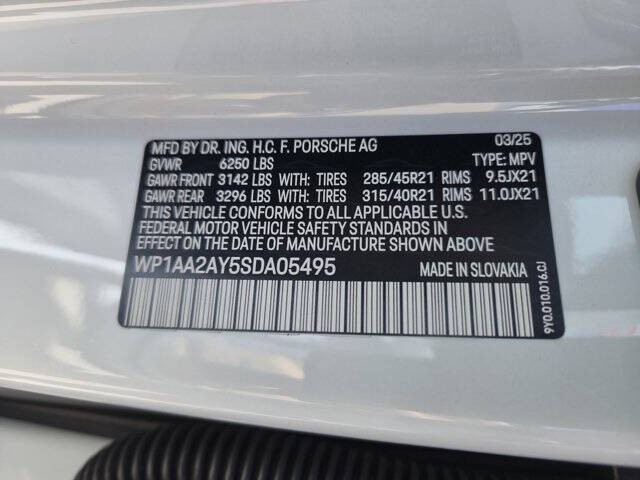 MFD BY DR. ING. H.C. F. PORSCHE AG 03/25
GVWR 6250 LBS TYPE: MPV
GAWR FRONT 3142 LBS WITH: TIRES 285/45R21 RIMS 9.5JX21
GAWR REAR 3296 LBS WITH: TIRES 315/40R21 RIMS 11.0JX21
THIS VEHICLE CONFORMS TO ALL APPLICABLE U.S.
FEDERAL MOTOR VEHICLE SAFETY STANDARDS IN
EFFECT ON THE DATE OF MANUFACTURE SHOWN ABOVE.
WP1AA2AY5SDA05495 MADE IN SLOVAKIA
9Y0.010.016.CJ